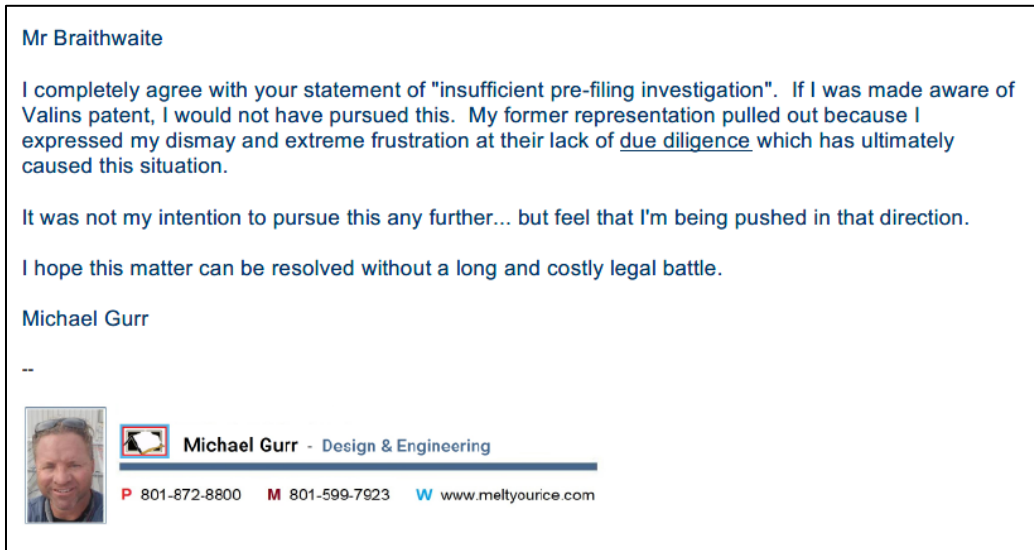 Mr Braithwaite
I completely agree with your statement of "insufficient pre-filing investigation".  If I was made aware of
Valins patent, I would not have pursued this.  My former representation pulled out because I
expressed my dismay and extreme frustration at their lack of due diligence which has ultimately
caused this situation.
It was not my intention to pursue this any further... but feel that I'm being pushed in that direction.
I hope this matter can be resolved without a long and costly legal battle.
Michael Gurr
--
Michael Gurr - Design & Engineering
P 801-872-8800 M 801-599-7923 W www.meltyourice.com